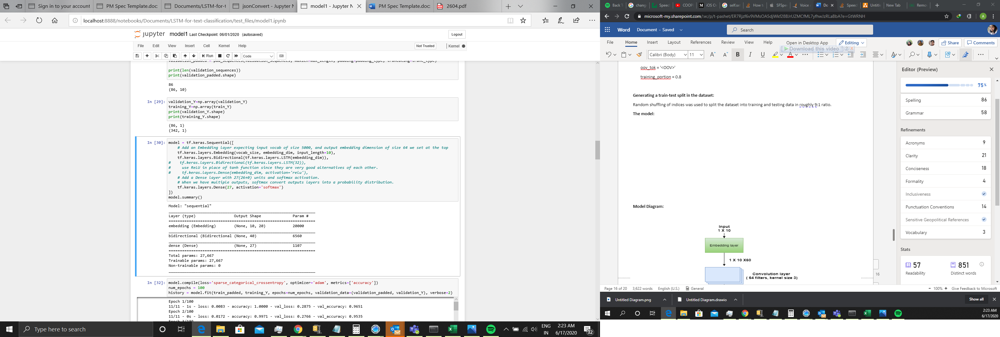 Sign in to your account
PM Spec Template.doc:
Documents/LSTM-for-t
jsonConvert - Jupyter N
model1 - Jupyter N
PM Spec Template.doc:
2604.pdf
localhost:8888/notebooks/Documents/LSTM-for-text-classification/test_files/model1.ipynb
jupyter model1 Last Checkpoint: 06/01/2020 (autosaved)
Logout
File Edit View Insert Cell Kernel Help
Not Trusted
Kernel
Run
Code
validation_padded = pad_sequences(validation_sequences, maxlen=max_length, padding=padding_type, truncating=trunc_type)
print(len(validation_sequences))
print(validation_padded.shape)
86
(86, 10)
In [29]: validation_Y=np.array(validation_Y)
training_Y=np.array(train_Y)
print(validation_Y.shape)
print(training_Y.shape)
(86, 1)
(342, 1)
In [30]: model = tf.keras.Sequential([
# Add an Embedding layer expecting input vocab of size 5000, and output embedding dimension of size 64 we set at the top
tf.keras.layers.Embedding(vocab_size, embedding_dim, input_length=10),
tf.keras.layers.Bidirectional(tf.keras.layers.LSTM(embedding_dim)),
# tf.keras.layers.Bidirectional(tf.keras.layers.LSTM(32)),
# use ReLU in place of tanh function since they are very good alternatives of each other.
# tf.keras.layers.Dense(embedding_dim, activation='relu'),
# Add a Dense layer with 27(26+0) units and softmax activation.
# When we have multiple outputs, softmax convert outputs layers into a probability distribution.
tf.keras.layers.Dense(27, activation='softmax')
])
model.summary()
Model: "sequential"
Layer (type) Output Shape Param #
embedding (Embedding) (None, 10, 20) 20000
bidirectional (Bidirectional (None, 40) 6560
dense (Dense) (None, 27) 1107
Total params: 27,667
Trainable params: 27,667
Non-trainable params: 0
In [32]: model.compile(loss='sparse_categorical_crossentropy', optimizer='adam', metrics=['accuracy'])
num_epochs = 100
history = model.fit(train_padded, training_Y, epochs=num_epochs, validation_data=(validation_padded, validation_Y), verbose=2)
Epoch 1/100
11/11 - 1s - loss: 0.0083 - accuracy: 1.0000 - val_loss: 0.2875 - val_accuracy: 0.9651
Epoch 2/100
11/11 - 0s - loss: 0.0172 - accuracy: 0.9971 - val_loss: 0.2766 - val_accuracy: 0.9535
Epoch 3/100
Type here to search
ENG
IN
2:23 AM
6/17/2020
32
Back T
chang
Speec
COOP
iOS O
self.se
How t
SFSpe
Voice
Do
Speec
Untitle
New Tab
Remo
microsoft-my.sharepoint.com/:w:/p/t-pashet/ER7Rjzf6v9VMsOA5djWkf28BJrUZMCfML7yfhwJzRLaBbA?e=GtWRNH
Word Document - Saved
Search
File Home Insert Layout References Review View Help Open in Desktop App Editing
Share Comments
Download this video
Calibri (Body) 11
oov_tok = '<OOV>'
training_portion = 0.8
Generating a train-test split in the dataset:
Random shuffling of indices was used to split the dataset into training and testing data in roughly 9:1 ratio.
The model:
Model Diagram:
Input
1 X 10
Embedding layer
1 X 10 X60
Convolution layer
( 64 filters, kernel size 3)
16
Editor (Preview)
75%
Spelling 86
Grammar 58
Refinements
Acronyms 9
Clarity 21
Conciseness 18
Formality 4
Inclusiveness
Punctuation Conventions 14
Sensitive Geopolitical References
Vocabulary 3
Stats
57
Readability
851
Distinct words
Page 16 of 20 3,622 words English (U.S.) General
- 100% + Give Feedback to Microsoft
Untitled Diagram.png
Untitled Diagram.drawio
Show all
2:23 AM
6/17/2020